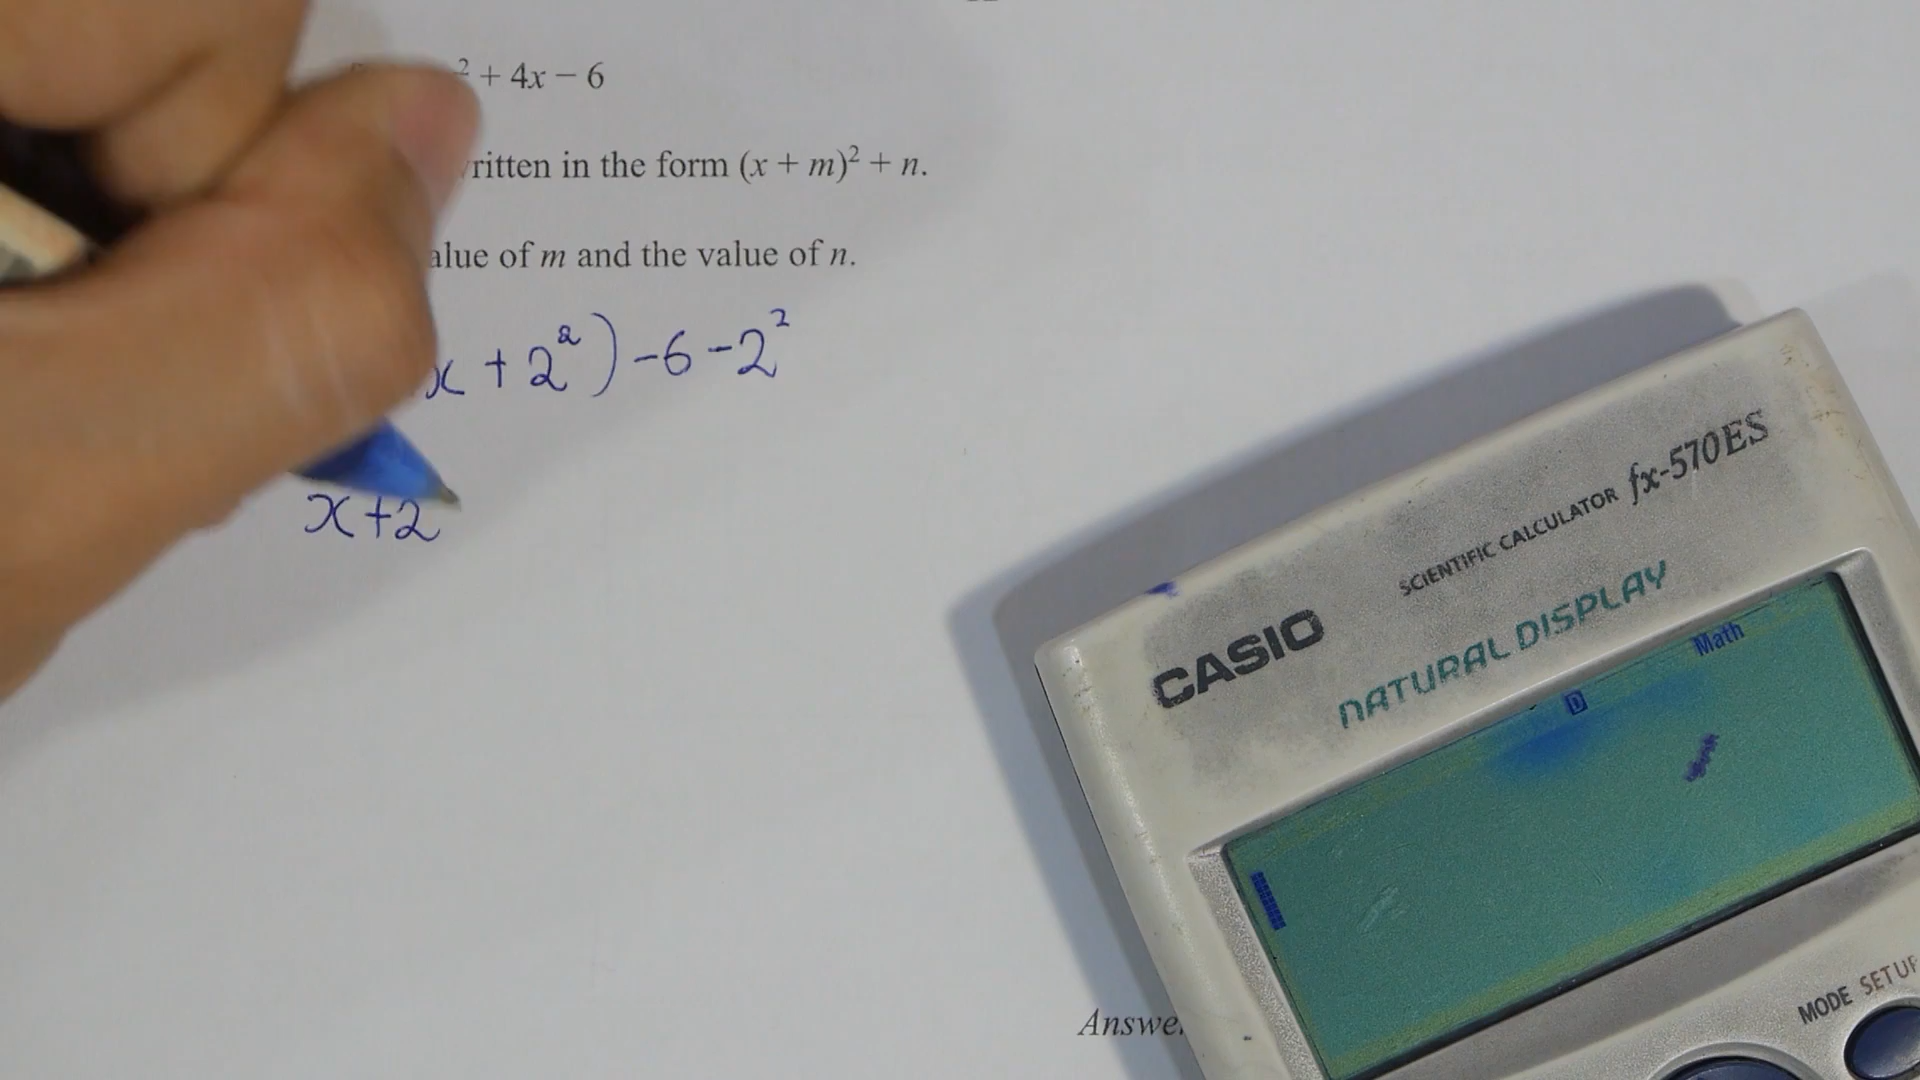 ² + 4x − 6
ritten in the form (x + m)² + n.
alue of m and the value of n.
x + 2²) -6 -2²
x+2
fx-570ES
SCIENTIFIC CALCULATOR
CASIO
NATURAL DISPLAY
Math
D
MODE SETUP
Answer